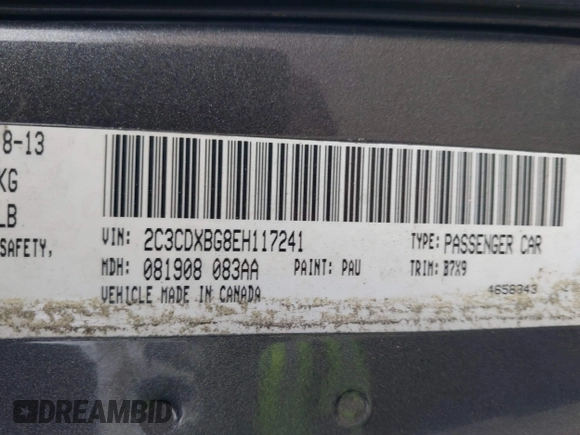 8-13
KG
LB
SAFETY,
VIN: 2C3CDXBG8EH117241 TYPE: PASSENGER CAR
MDH: 081908 083AA PAINT: PAU TRIM: B7X9
VEHICLE MADE IN CANADA 4658943
DREAMBID